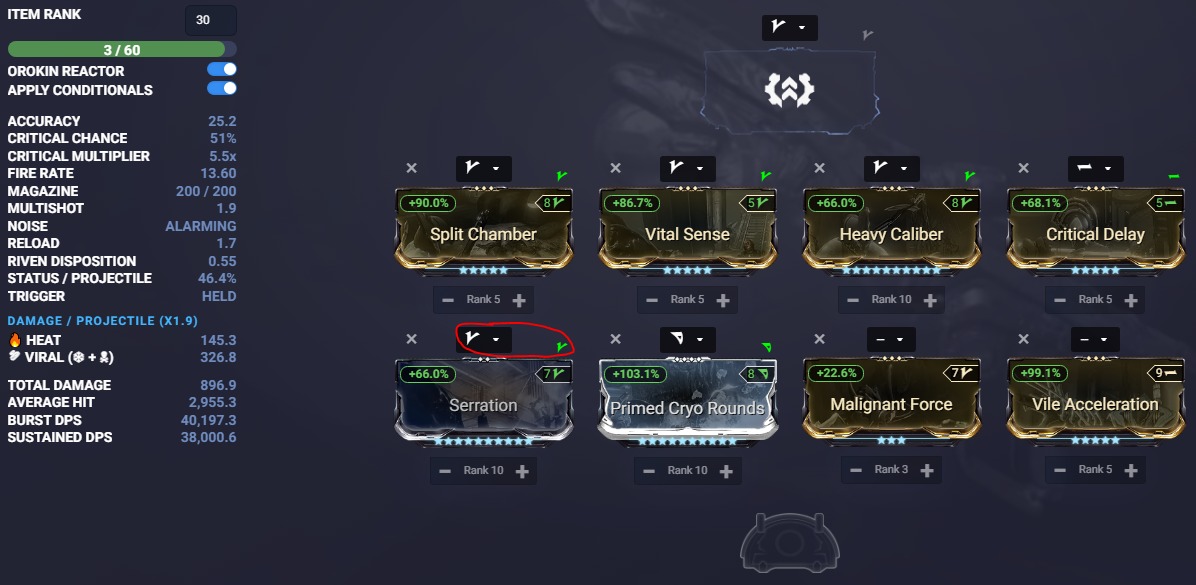 ITEM RANK
30
3 / 60
OROKIN REACTOR
APPLY CONDITIONALS
ACCURACY 25.2
CRITICAL CHANCE 51%
CRITICAL MULTIPLIER 5.5x
FIRE RATE 13.60
MAGAZINE 200 / 200
MULTISHOT 1.9
NOISE ALARMING
RELOAD 1.7
RIVEN DISPOSITION 0.55
STATUS / PROJECTILE 46.4%
TRIGGER HELD
DAMAGE / PROJECTILE (X1.9)
HEAT 145.3
VIRAL ( + ) 326.8
TOTAL DAMAGE 896.9
AVERAGE HIT 2,955.3
BURST DPS 40,197.3
SUSTAINED DPS 38,000.6
+90.0% 8
Split Chamber
Rank 5
+86.7% 5
Vital Sense
Rank 5
+66.0% 8
Heavy Caliber
Rank 10
+68.1% 5
Critical Delay
Rank 5
+66.0% 7
Serration
Rank 10
+103.1% 8
Primed Cryo Rounds
Rank 10
+22.6% 7
Malignant Force
Rank 3
+99.1% 9
Vile Acceleration
Rank 5